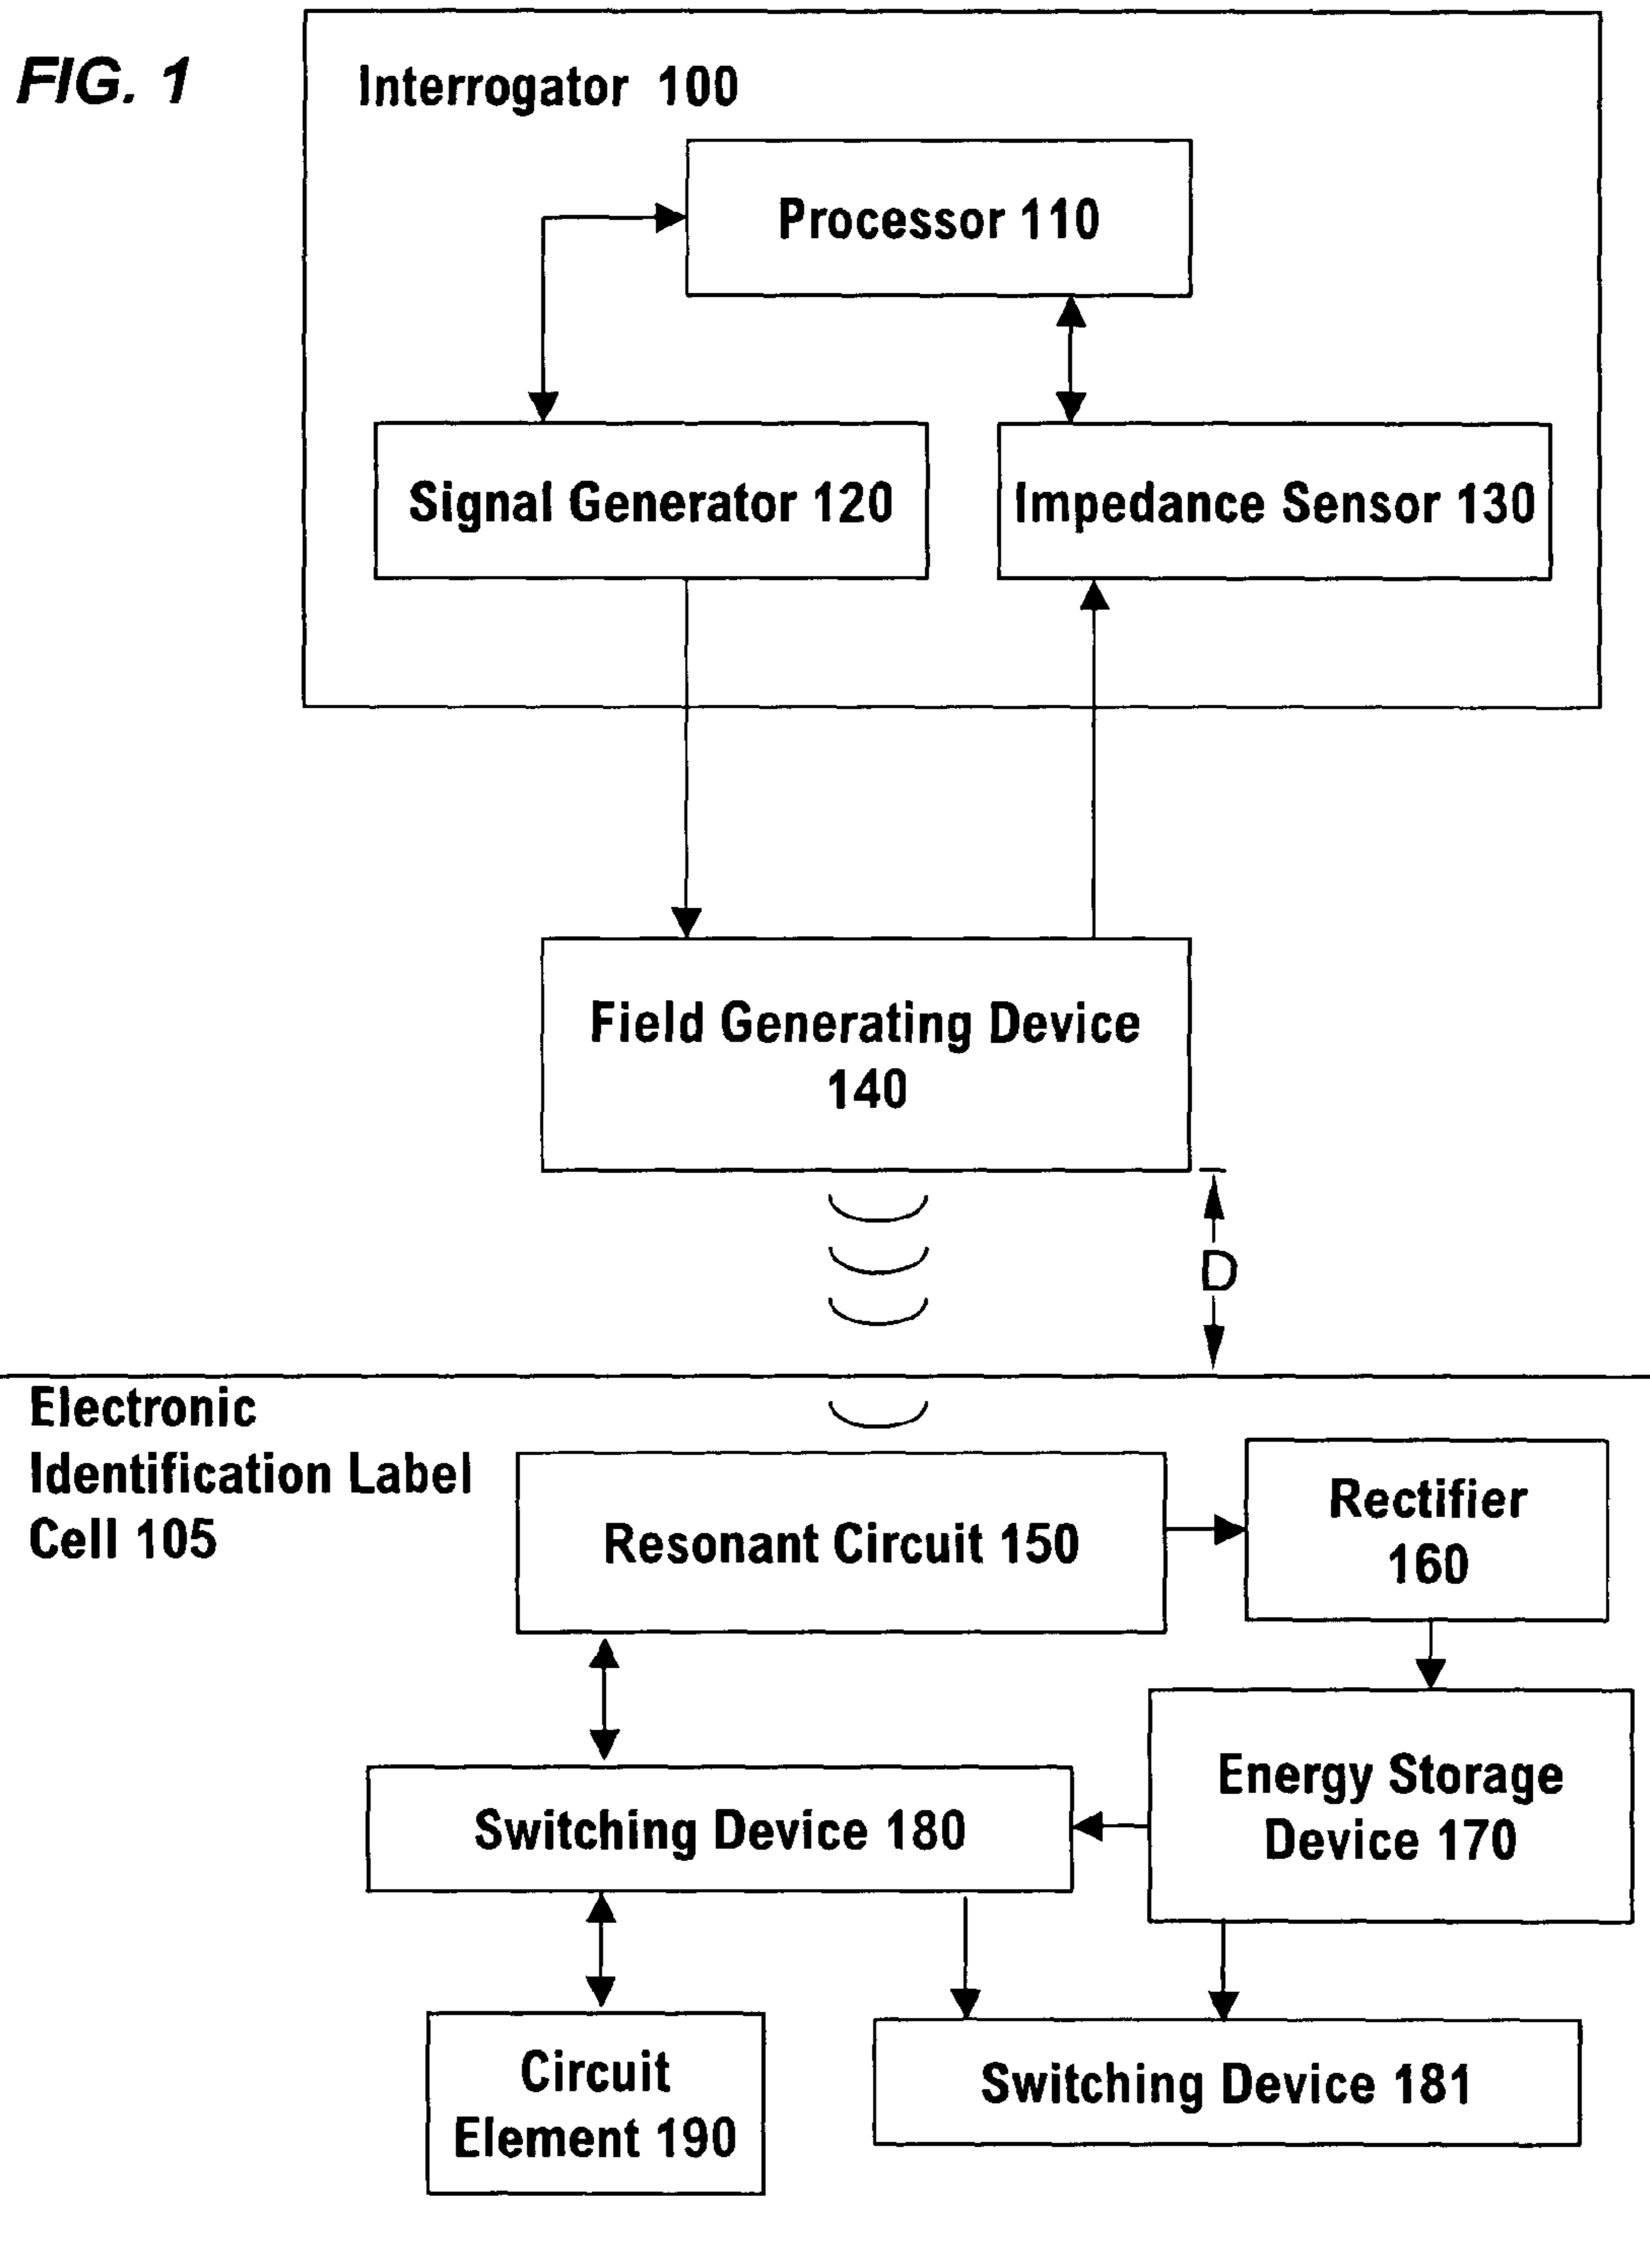 FIG. 1
Interrogator 100
Processor 110
Signal Generator 120
Impedance Sensor 130
Field Generating Device
140
D
Electronic
Identification Label
Cell 105
Resonant Circuit 150
Rectifier
160
Energy Storage
Device 170
Switching Device 180
Circuit
Element 190
Switching Device 181